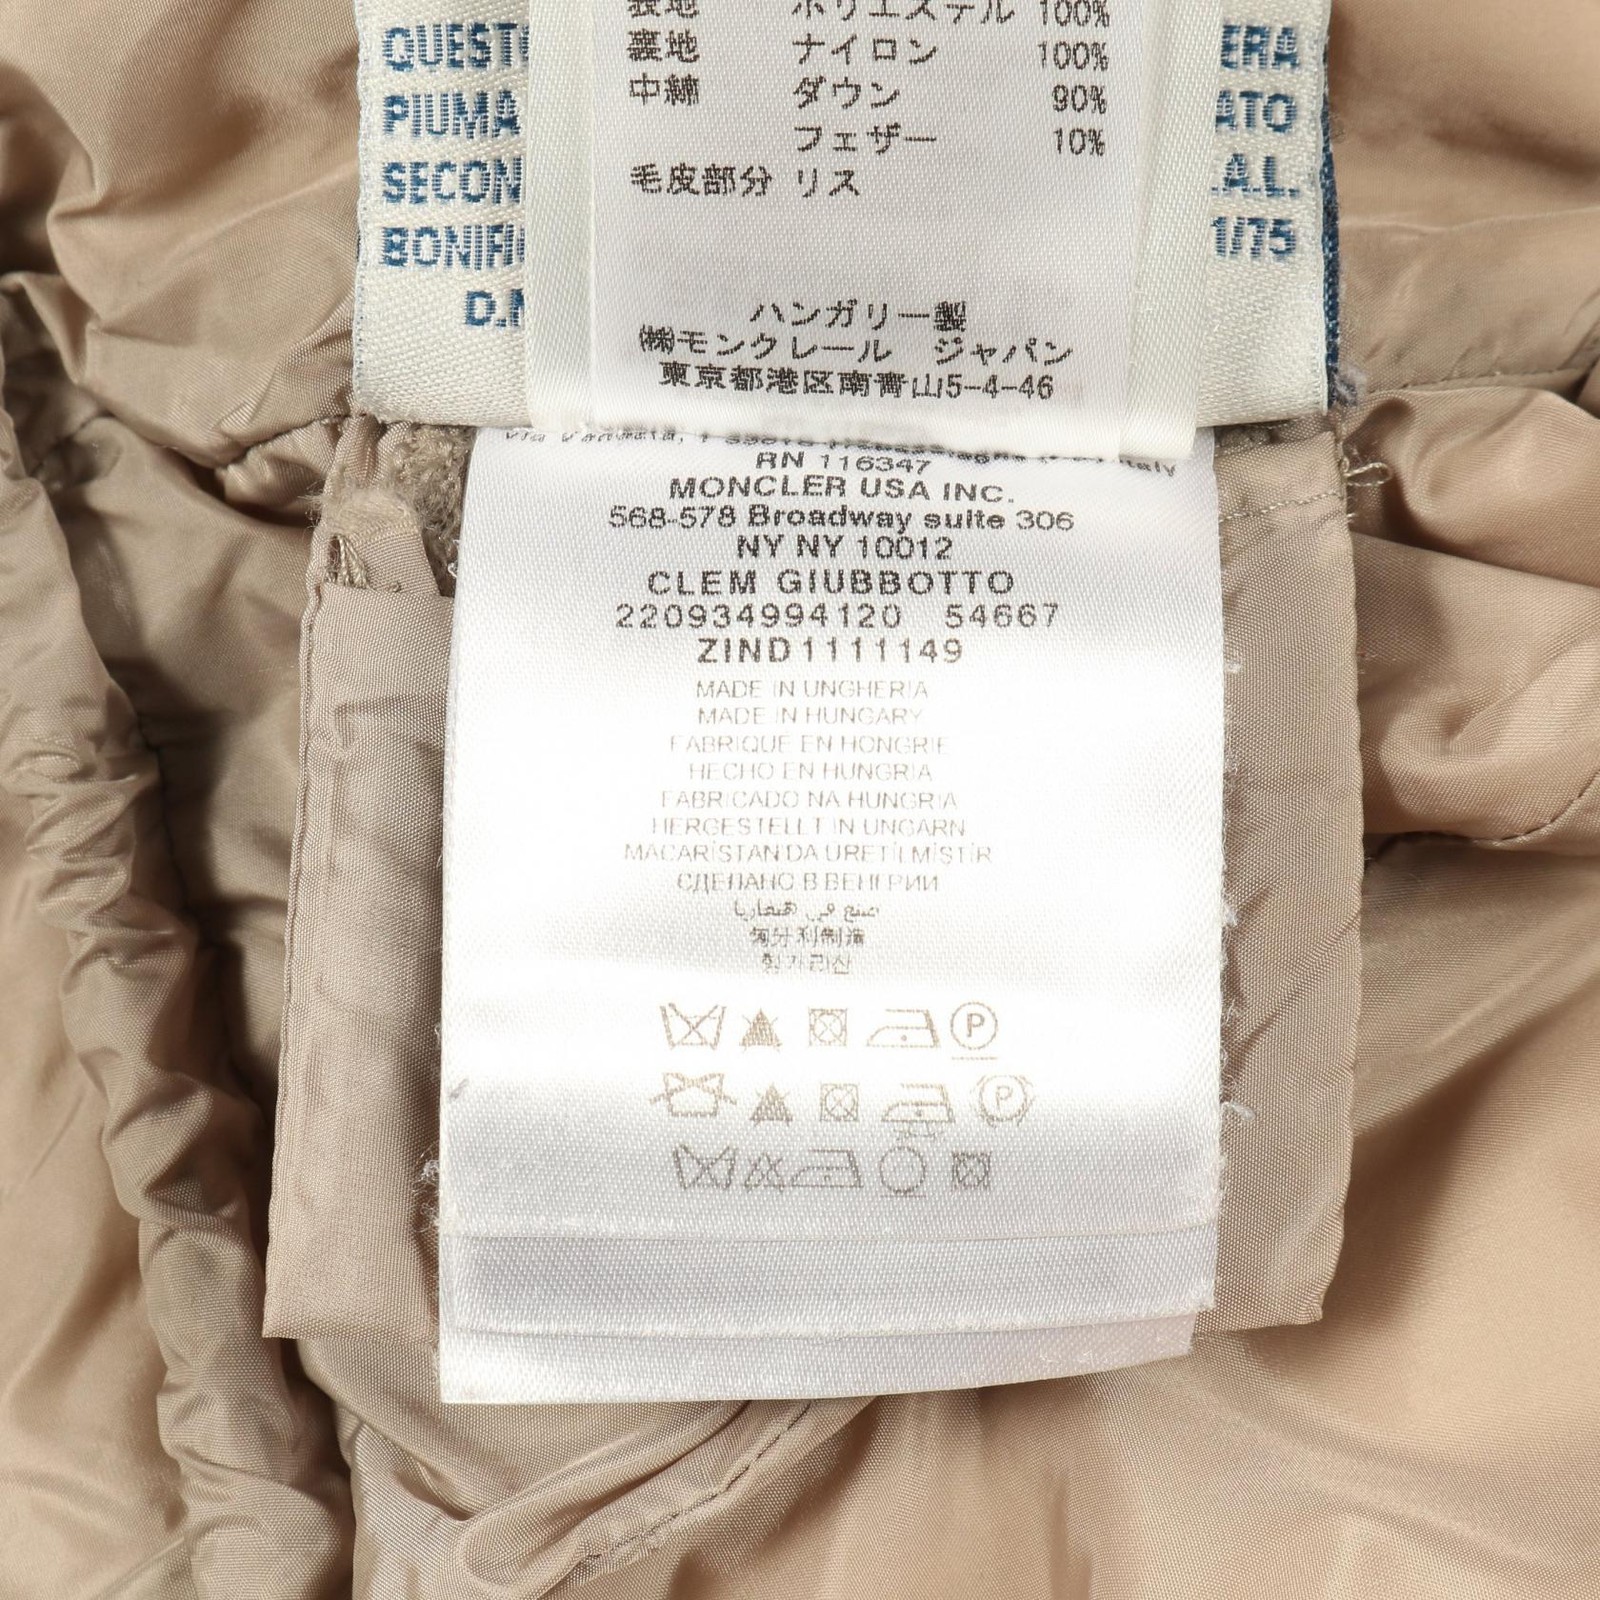 表地 ポリエステル 100%
裏地 ナイロン 100%
中綿 ダウン 90%
フェザー 10%
毛皮部分 リス
ハンガリー製
㈱モンクレール ジャパン
東京都港区南青山5-4-46
QUESTO ERA
PIUMA ATO
SECON .A.L.
BONIFI 1/75
D.M
RN 116347
MONCLER USA INC.
568-578 Broadway suite 306
NY NY 10012
CLEM GIUBBOTTO
220934994120 54667
ZIND1111149
MADE IN UNGHERIA
MADE IN HUNGARY
FABRIQUE EN HONGRIE
HECHO EN HUNGRIA
FABRICADO NA HUNGRIA
HERGESTELLT IN UNGARN
MACARİSTAN DA URETİLMİSTİR
СДЕЛАНО В ВЕНГРИИ
صنع في هنغاريا
匈牙利制造
헝가리산
P
P